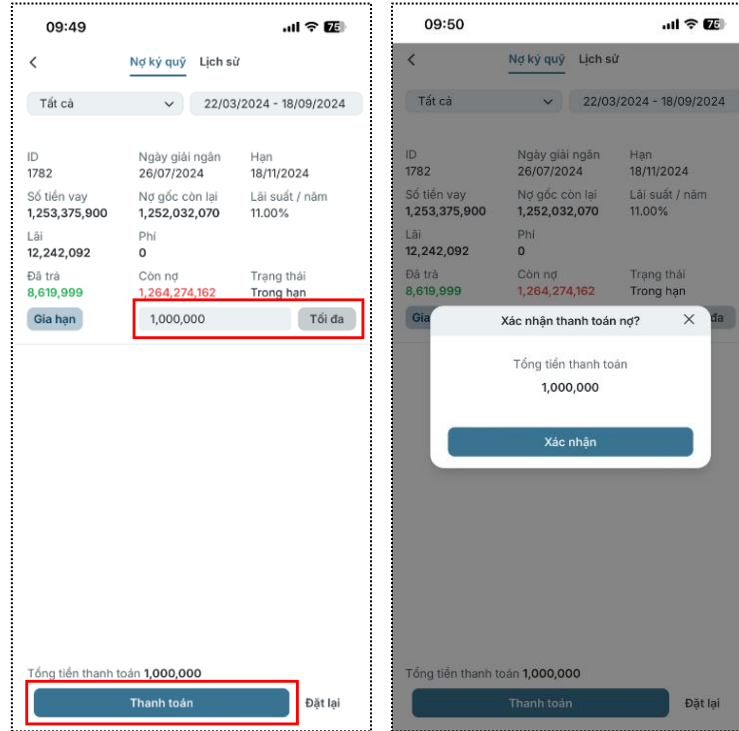 09:49
75
Nợ ký quỹ Lịch sử
Tất cả 22/03/2024 - 18/09/2024
ID Ngày giải ngân Hạn
1782 26/07/2024 18/11/2024
Số tiền vay Nợ gốc còn lại Lãi suất / năm
1,253,375,900 1,252,032,070 11.00%
Lãi Phí
12,242,092 0
Đã trả Còn nợ Trạng thái
8,619,999 1,264,274,162 Trong hạn
Gia hạn 1,000,000 Tối đa
Tổng tiền thanh toán 1,000,000
Thanh toán Đặt lại
09:50
75
Nợ ký quỹ Lịch sử
Tất cả 22/03/2024 - 18/09/2024
ID Ngày giải ngân Hạn
1782 26/07/2024 18/11/2024
Số tiền vay Nợ gốc còn lại Lãi suất / năm
1,253,375,900 1,252,032,070 11.00%
Lãi Phí
12,242,092 0
Đã trả Còn nợ Trạng thái
8,619,999 1,264,274,162 Trong hạn
Gia đa
Xác nhận thanh toán nợ?
Tổng tiền thanh toán
1,000,000
Xác nhận
Tổng tiền thanh toán 1,000,000
Thanh toán Đặt lại